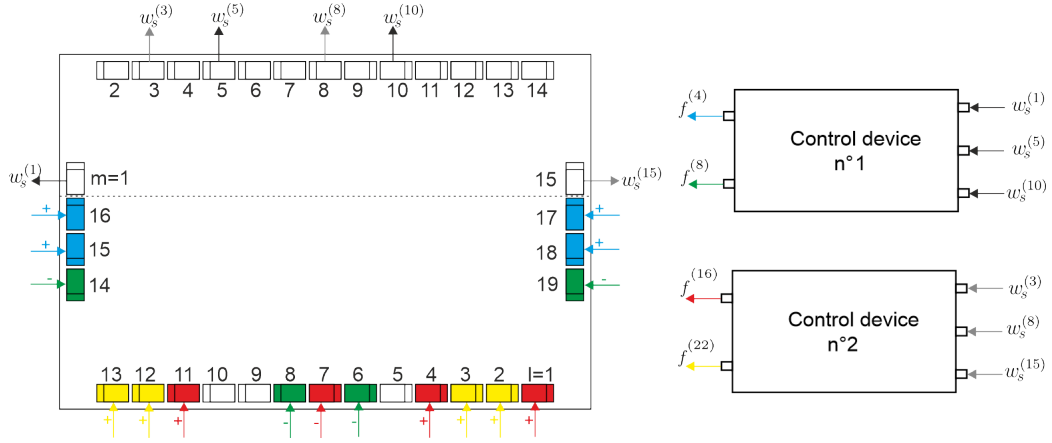 w_s^{(3)} w_s^{(5)} w_s^{(8)} w_s^{(10)}
2 3 4 5 6 7 8 9 10 11 12 13 14
w_s^{(1)} m=1 15 w_s^{(15)}
+ 16 17 +
+ 15 18 +
- 14 19 -
13 12 11 10 9 8 7 6 5 4 3 2 l=1
+ + + - - - + + + +
f^{(4)} w_s^{(1)}
Control device
n°1
w_s^{(5)}
f^{(8)} w_s^{(10)}
f^{(16)} w_s^{(3)}
Control device
n°2
w_s^{(8)}
f^{(22)} w_s^{(15)}